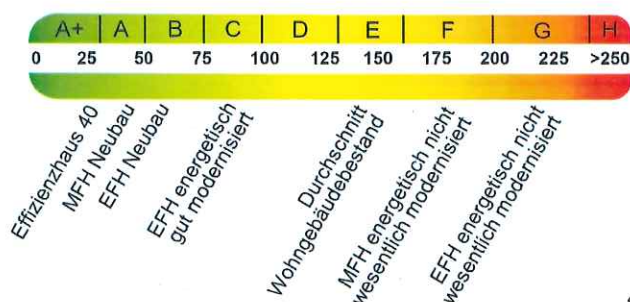 A+ A B C D E F G H
0 25 50 75 100 125 150 175 200 225 >250
Effizienzhaus 40
MFH Neubau
EFH Neubau
EFH energetisch
gut modernisiert
Durchschnitt
Wohngebäudebestand
MFH energetisch nicht
wesentlich modernisiert
EFH energetisch nicht
wesentlich modernisiert